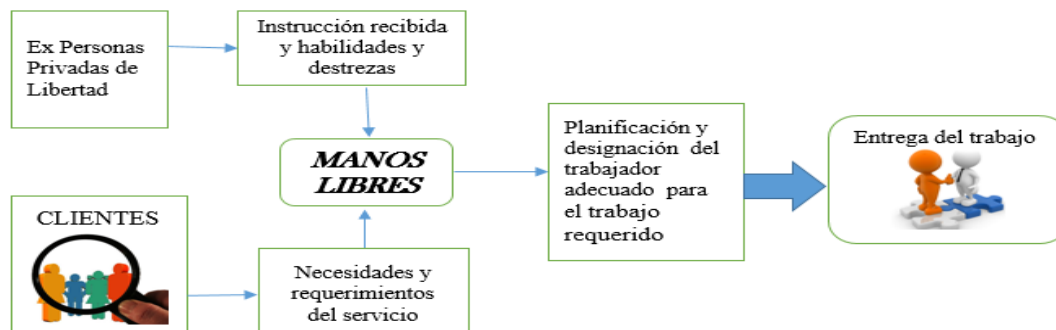 Ex Personas
Privadas de
Libertad
Instrucción recibida
y habilidades y
destrezas
MANOS
LIBRES
CLIENTES
Necesidades y
requerimientos
del servicio
Planificación y
designación del
trabajador
adecuado para
el trabajo
requerido
Entrega del trabajo